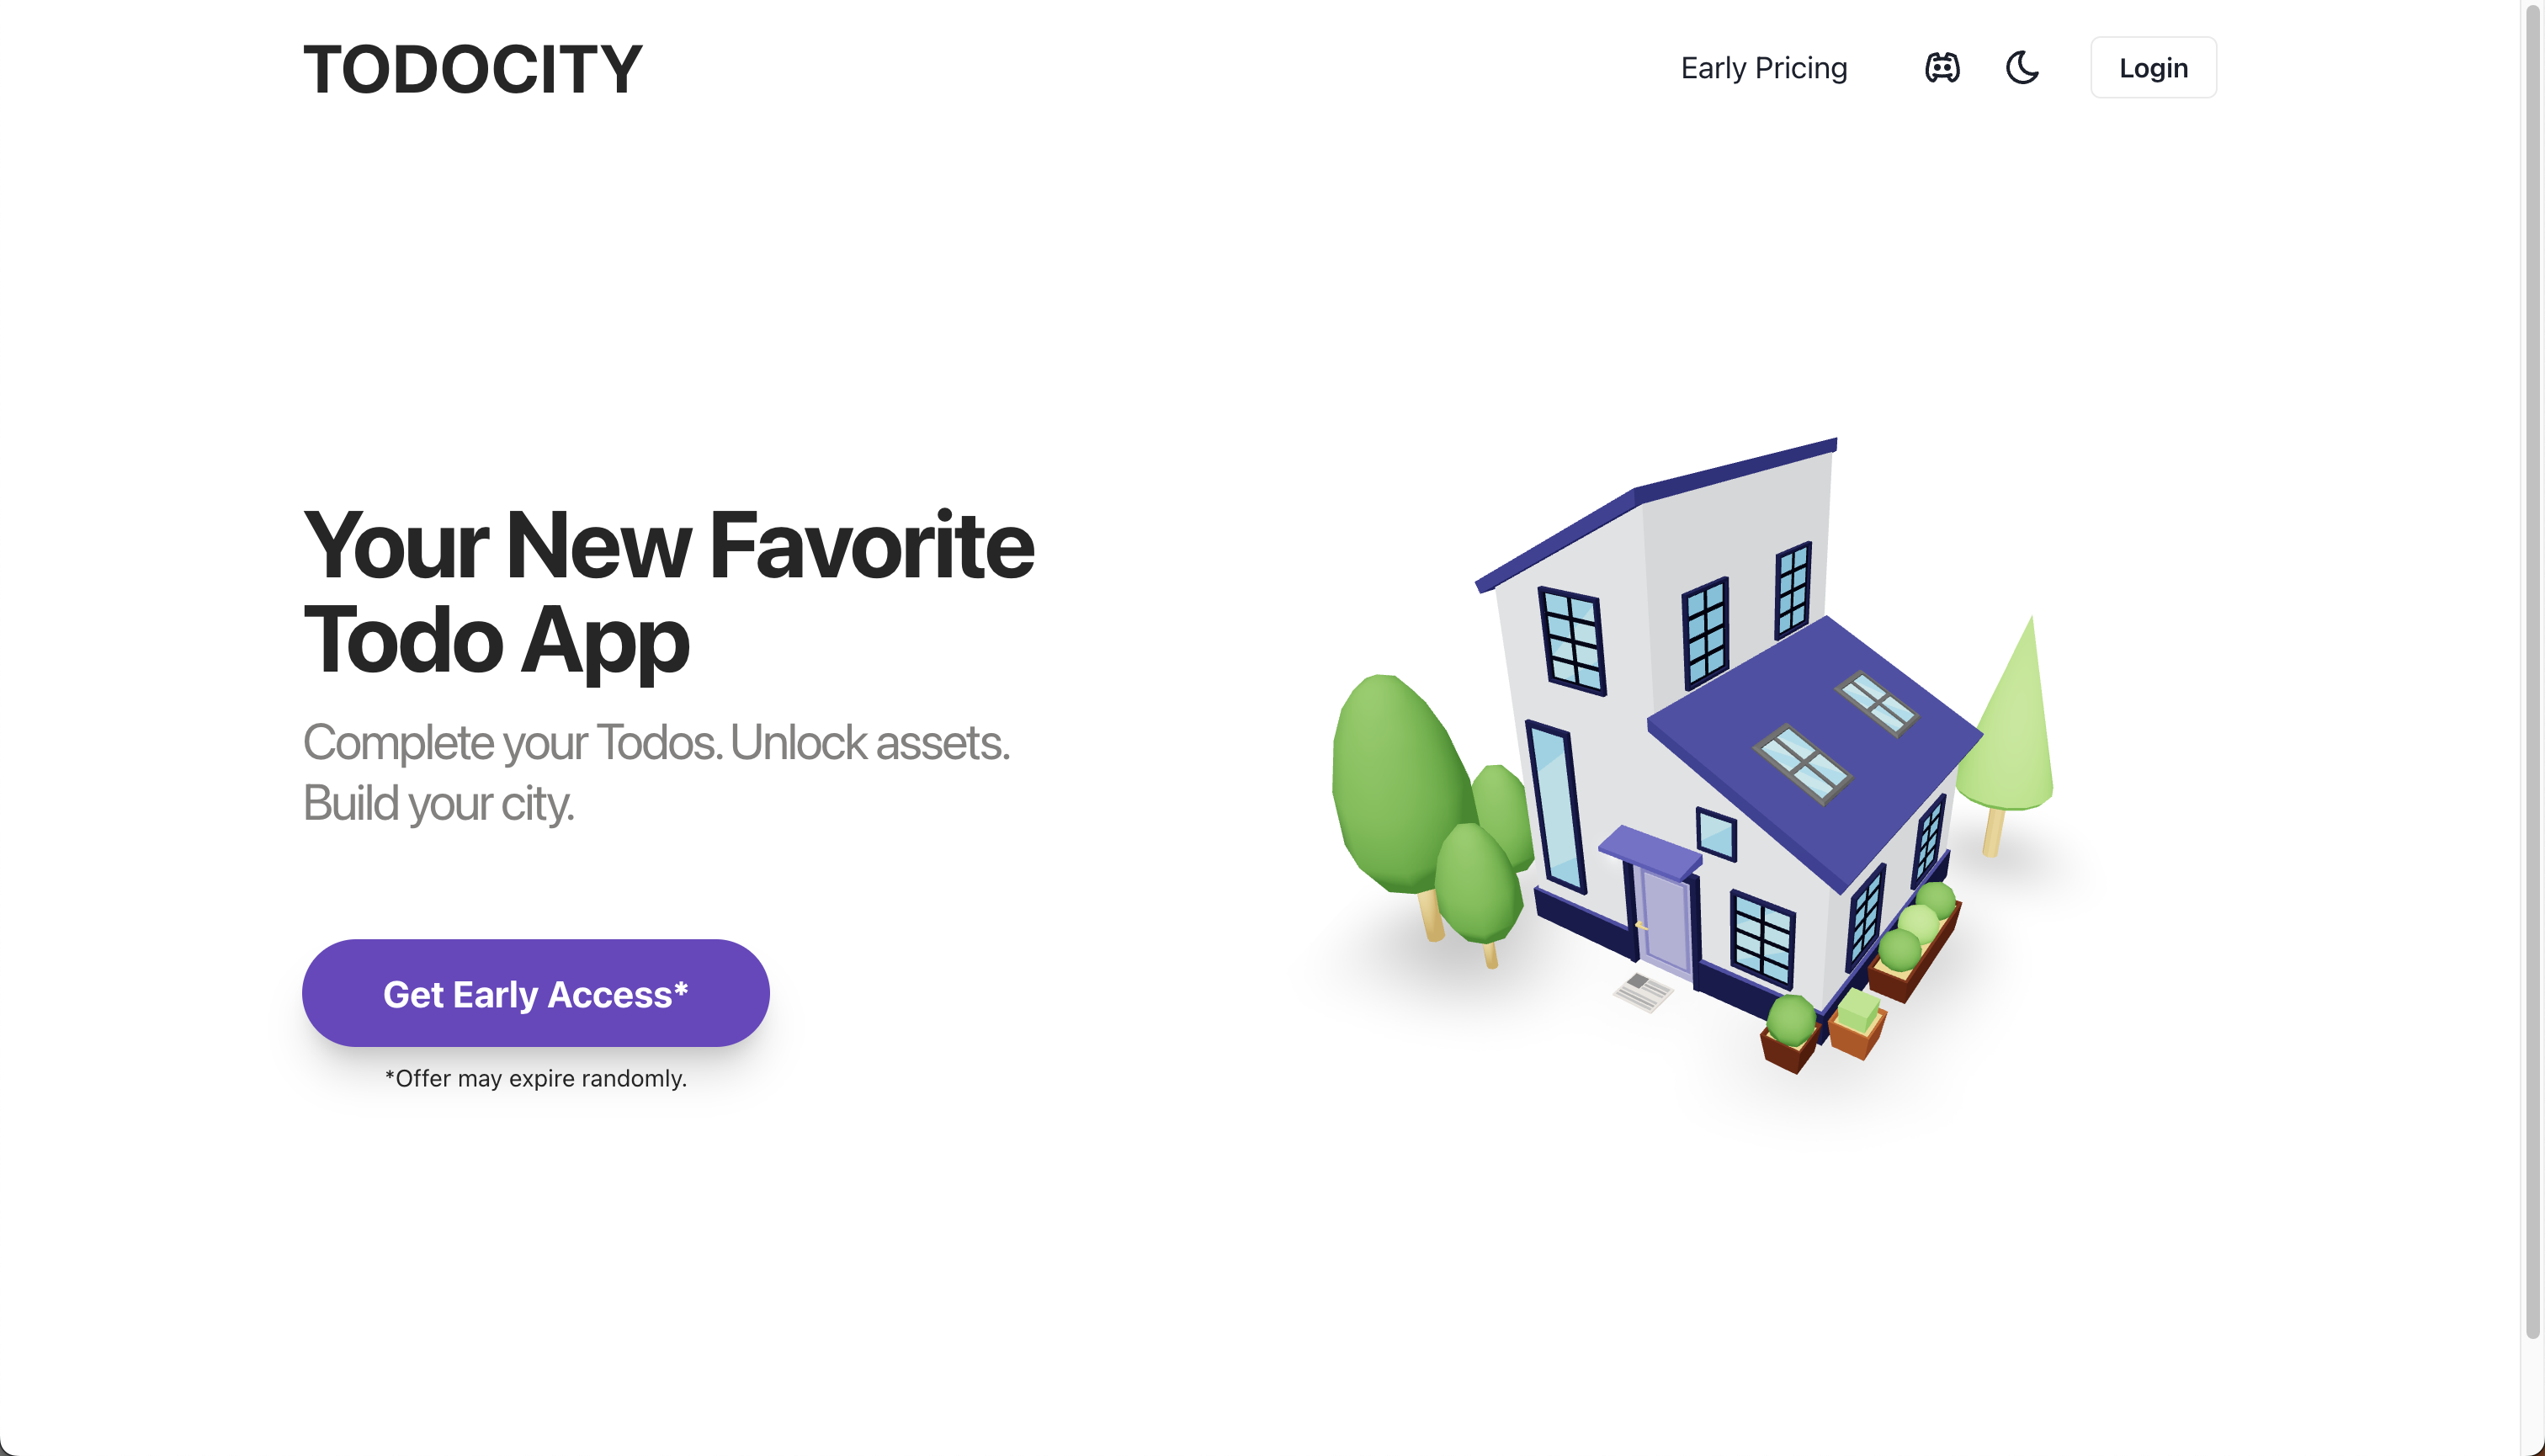 TODOCITY
Early Pricing
Login
Your New Favorite
Todo App
Complete your Todos. Unlock assets.
Build your city.
Get Early Access*
*Offer may expire randomly.